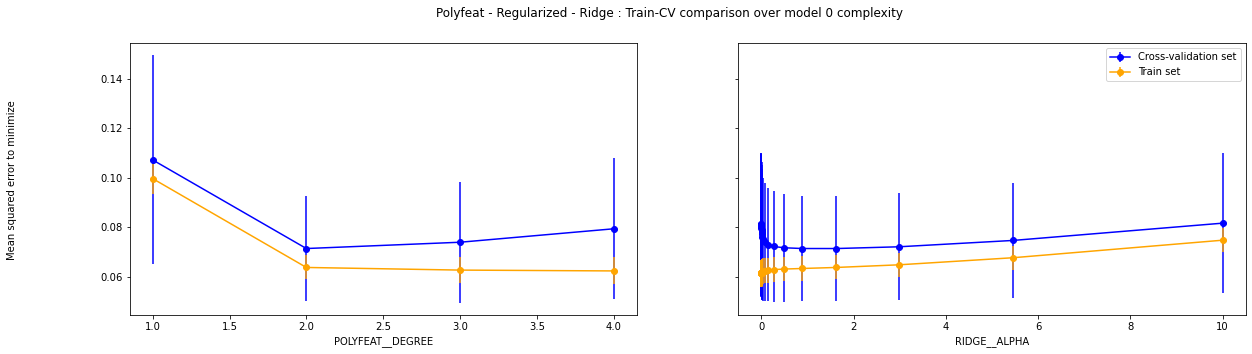 Polyfeat - Regularized - Ridge : Train-CV comparison over model 0 complexity
Mean squared error to minimize
0.14
0.12
0.10
0.08
0.06
1.0 1.5 2.0 2.5 3.0 3.5 4.0
POLYFEAT__DEGREE
Cross-validation set
Train set
0 2 4 6 8 10
RIDGE__ALPHA